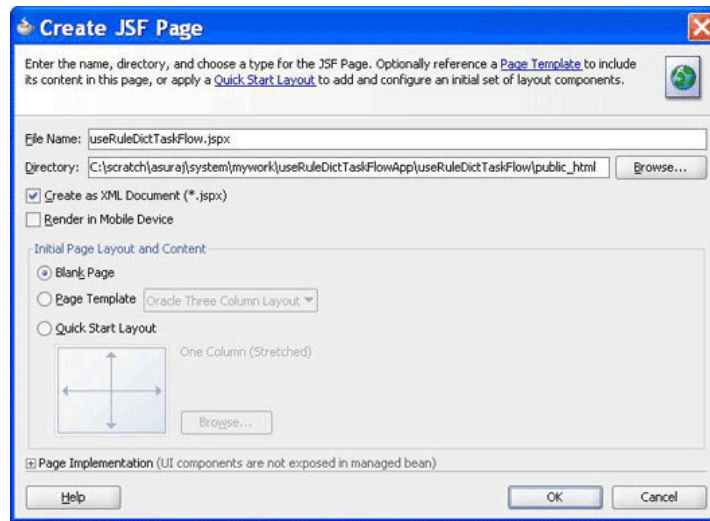 Create JSF Page
Enter the name, directory, and choose a type for the JSF Page. Optionally reference a Page Template to include
its content in this page, or apply a Quick Start Layout to add and configure an initial set of layout components.
File Name: useRuleDictTaskFlow.jspx
Directory: C:\scratch\asuraj\system\mywork\useRuleDictTaskFlowApp\useRuleDictTaskFlow\public_html Browse...
Create as XML Document (*.jspx)
Render in Mobile Device
Initial Page Layout and Content
Blank Page
Page Template Oracle Three Column Layout
Quick Start Layout
One Column (Stretched)
Browse...
Page Implementation (UI components are not exposed in managed bean)
Help OK Cancel